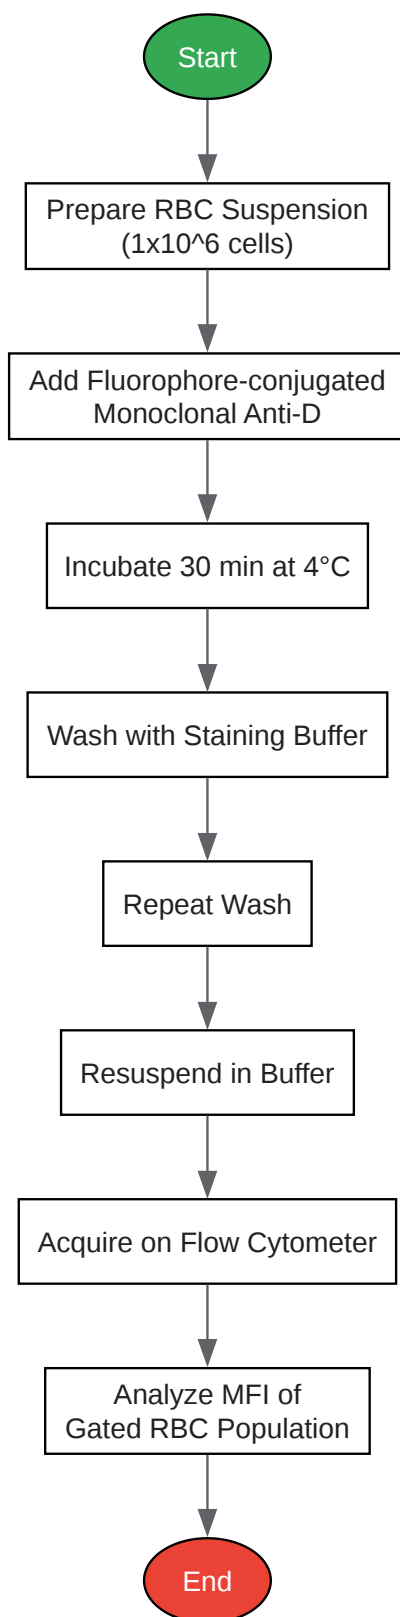 Start
Prepare RBC Suspension
(1x10^6 cells)
Add Fluorophore-conjugated
Monoclonal Anti-D
Incubate 30 min at 4°C
Wash with Staining Buffer
Repeat Wash
Resuspend in Buffer
Acquire on Flow Cytometer
Analyze MFI of
Gated RBC Population
End